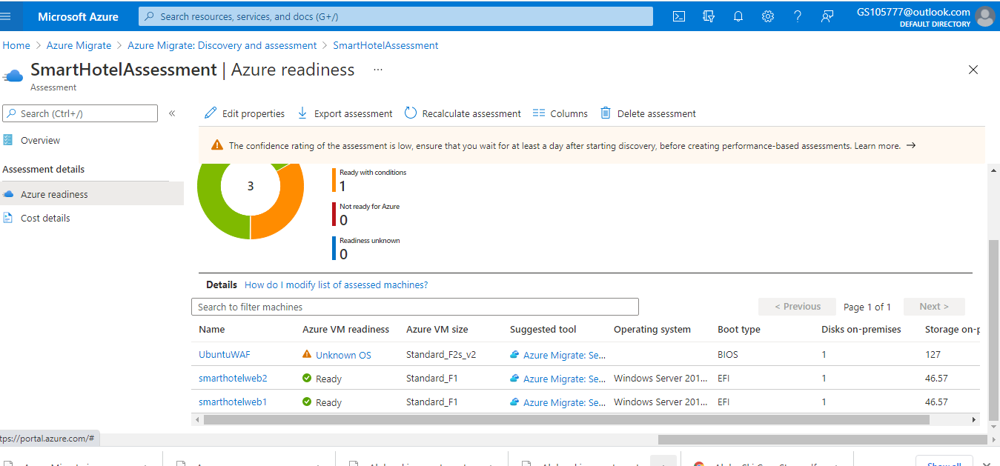 Microsoft Azure
Search resources, services, and docs (G+/)
GS105777@outlook.com
DEFAULT DIRECTORY
Home > Azure Migrate > Azure Migrate: Discovery and assessment > SmartHotelAssessment
SmartHotelAssessment | Azure readiness ...
Assessment
Search (Ctrl+/) «
Edit properties Export assessment Recalculate assessment Columns Delete assessment
Overview
The confidence rating of the assessment is low, ensure that you wait for at least a day after starting discovery, before creating performance-based assessments. Learn more. →
Assessment details
Azure readiness
Cost details
3
Ready with conditions
1
Not ready for Azure
0
Readiness unknown
0
Details How do I modify list of assessed machines?
Search to filter machines
< Previous Page 1 of 1 Next >
Name Azure VM readiness Azure VM size Suggested tool Operating system Boot type Disks on-premises Storage on-p
UbuntuWAF Unknown OS Standard_F2s_v2 Azure Migrate: Se... BIOS 1 127
smarthotelweb2 Ready Standard_F1 Azure Migrate: Se... Windows Server 201... EFI 1 46.57
smarthotelweb1 Ready Standard_F1 Azure Migrate: Se... Windows Server 201... EFI 1 46.57
tps://portal.azure.com/#
Show all